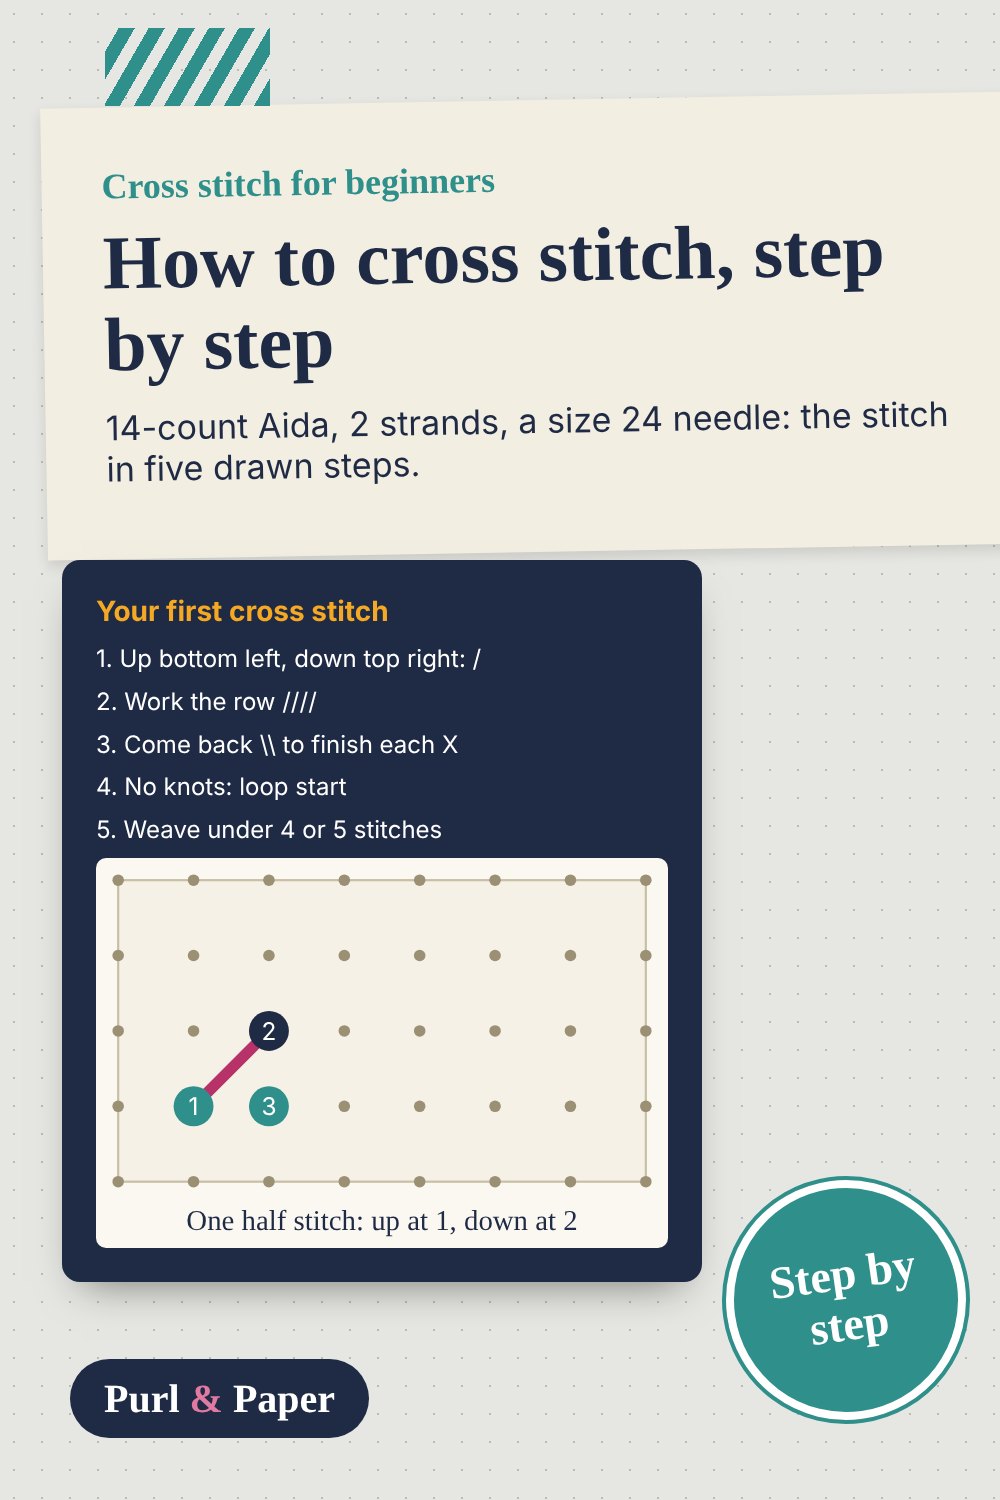 Cross stitch for beginners
How to cross stitch, step
by step
14-count Aida, 2 strands, a size 24 needle: the stitch
in five drawn steps.
Your first cross stitch
1. Up bottom left, down top right: /
2. Work the row ////
3. Come back \\ to finish each X
4. No knots: loop start
5. Weave under 4 or 5 stitches
2
1 3
One half stitch: up at 1, down at 2
Step by
step
Purl & Paper